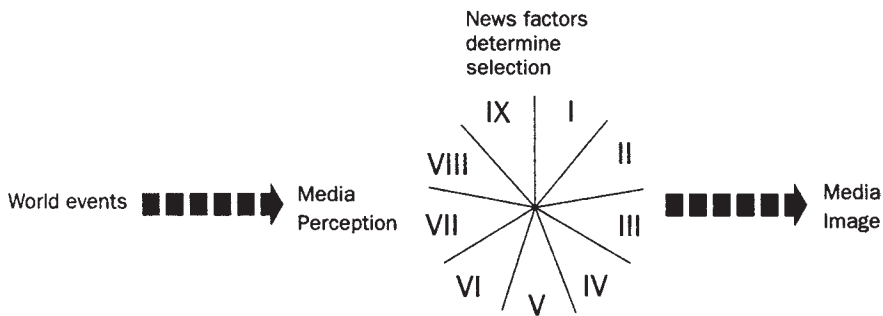 News factors
determine
selection
World events
Media
Perception
I
II
III
IV
V
VI
VII
VIII
IX
Media
Image